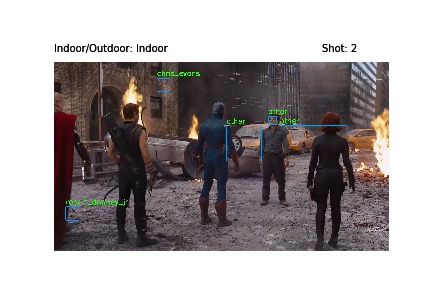 Indoor/Outdoor: Indoor
Shot: 2
chris_evans
other
other
other
robert_downey_jr